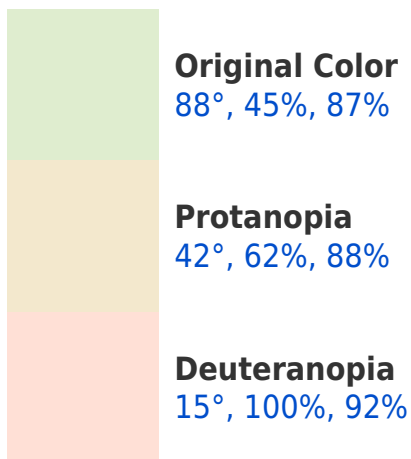 Original Color
88°, 45%, 87%
Protanopia
42°, 62%, 88%
Deuteranopia
15°, 100%, 92%